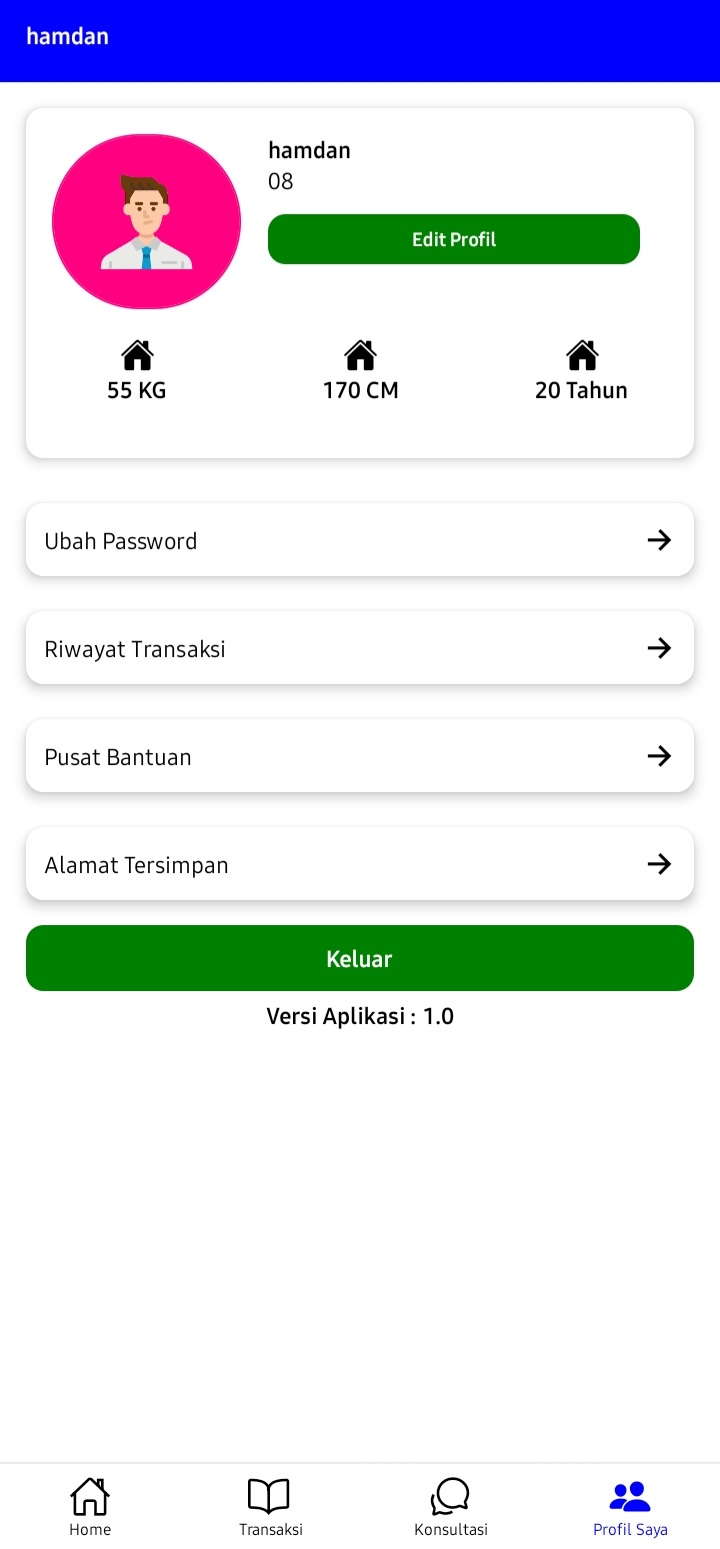 hamdan
hamdan
08
Edit Profil
55 KG
170 CM
20 Tahun
Ubah Password
Riwayat Transaksi
Pusat Bantuan
Alamat Tersimpan
Keluar
Versi Aplikasi : 1.0
Home
Transaksi
Konsultasi
Profil Saya